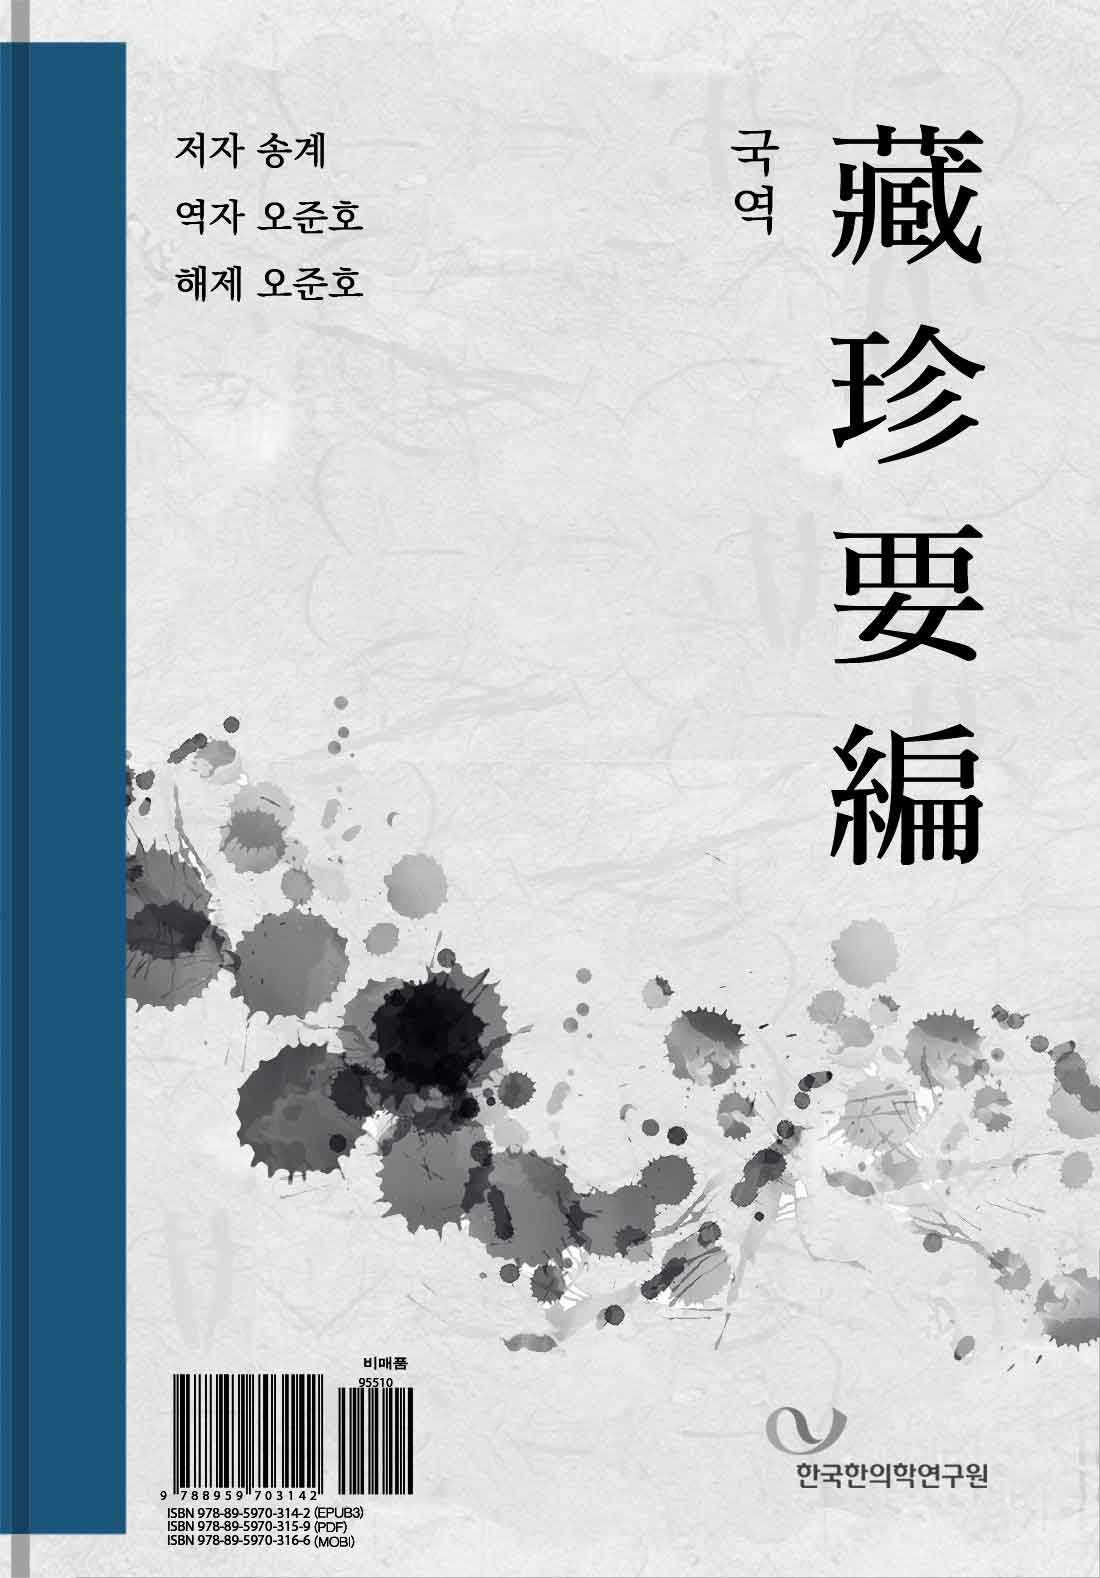 藏珍要編
국역
저자 송계
역자 오준호
해제 오준호
비매품
95510
9 788959 703142
ISBN 978-89-5970-314-2 (EPUB3)
ISBN 978-89-5970-315-9 (PDF)
ISBN 978-89-5970-316-6 (MOBI)
한국한의학연구원